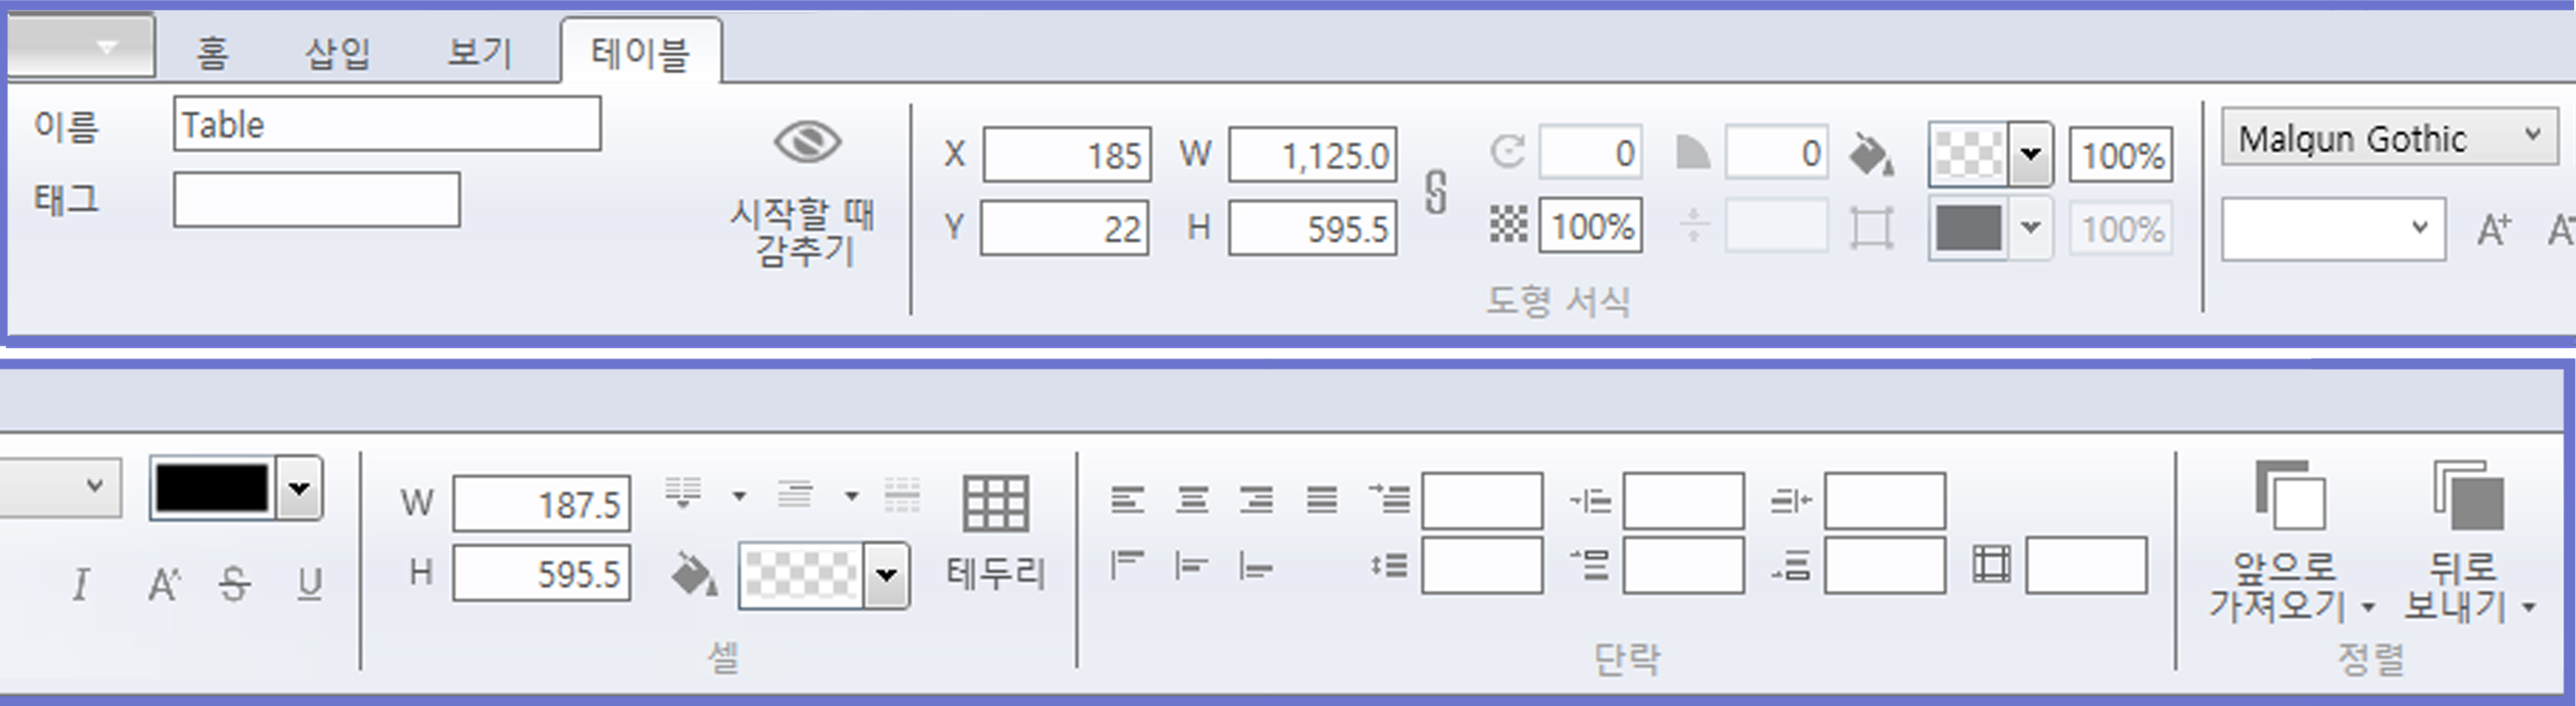 홈 삽입 보기 테이블
이름 Table
태그
시작할 때
감추기
X 185 W 1,125.0 0 0 100%
Y 22 H 595.5 100% 100%
도형 서식
Malgun Gothic
A+ A-
W 187.5
H 595.5
I A^ S U
테두리
셀
단락
앞으로
가져오기
뒤로
보내기
정렬